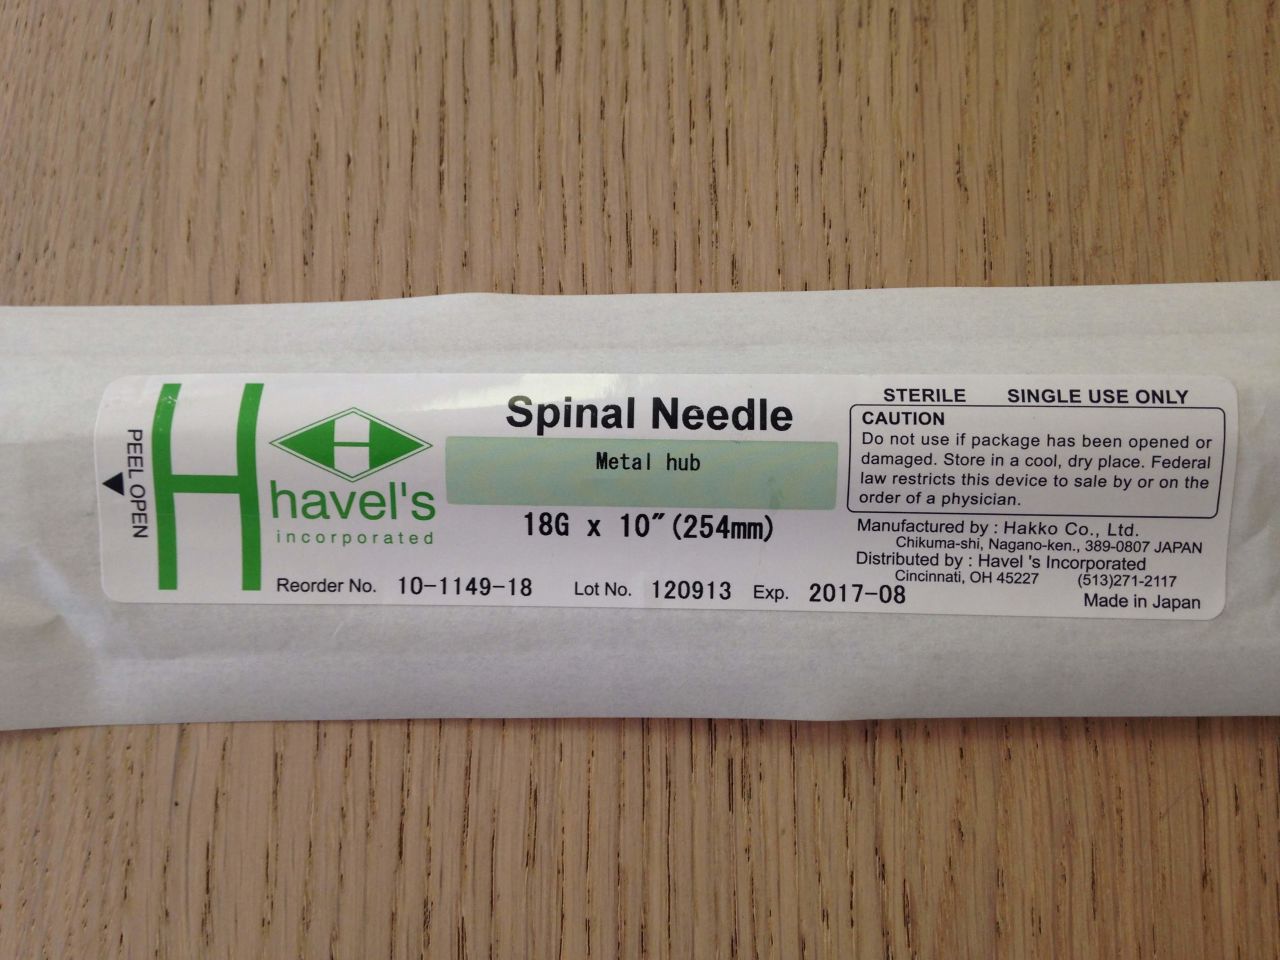 PEEL OPEN
H
havel's
incorporated
Spinal Needle
Metal hub
18G x 10″(254mm)
Reorder No. 10-1149-18 Lot No. 120913 Exp. 2017-08
STERILE SINGLE USE ONLY
CAUTION
Do not use if package has been opened or
damaged. Store in a cool, dry place. Federal
law restricts this device to sale by or on the
order of a physician.
Manufactured by : Hakko Co., Ltd.
Chikuma-shi, Nagano-ken., 389-0807 JAPAN
Distributed by : Havel 's Incorporated
Cincinnati, OH 45227 (513)271-2117
Made in Japan